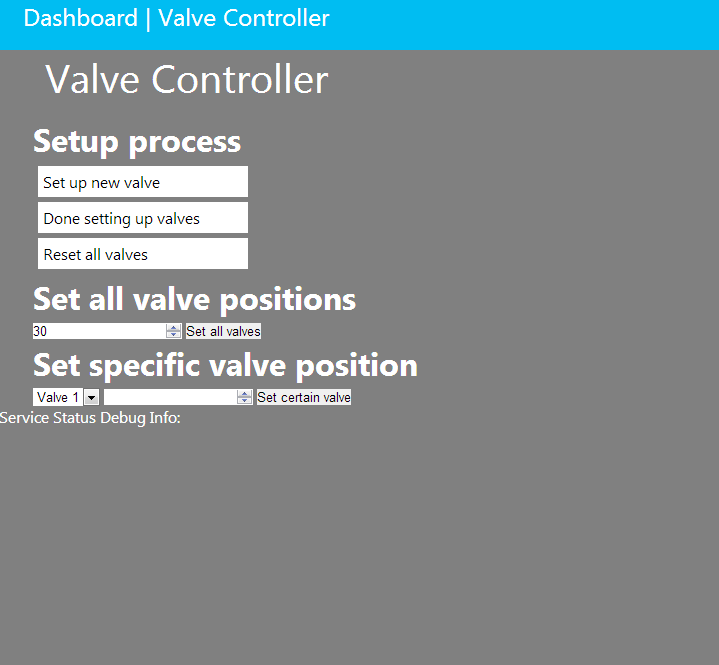 Dashboard | Valve Controller
Valve Controller
Setup process
Set up new valve
Done setting up valves
Reset all valves
Set all valve positions
30 Set all valves
Set specific valve position
Valve 1 Set certain valve
Service Status Debug Info: